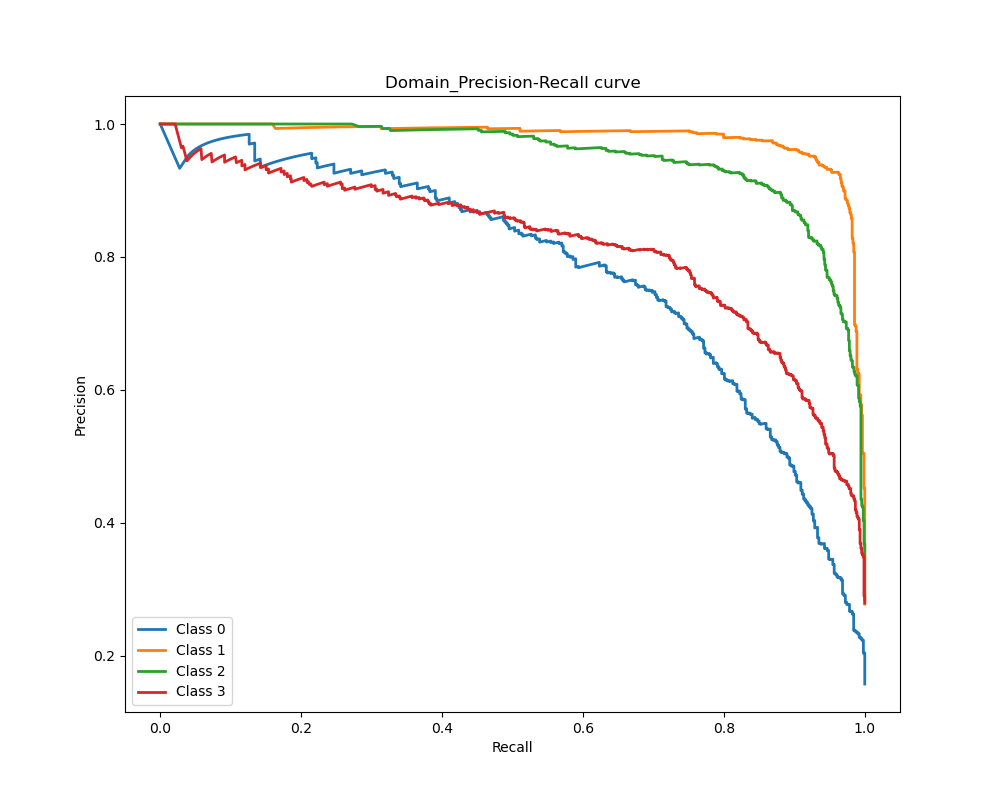 Domain_Precision-Recall curve
1.0
0.8
0.6
0.4
0.2
Precision
Class 0
Class 1
Class 2
Class 3
0.0 0.2 0.4 0.6 0.8 1.0
Recall